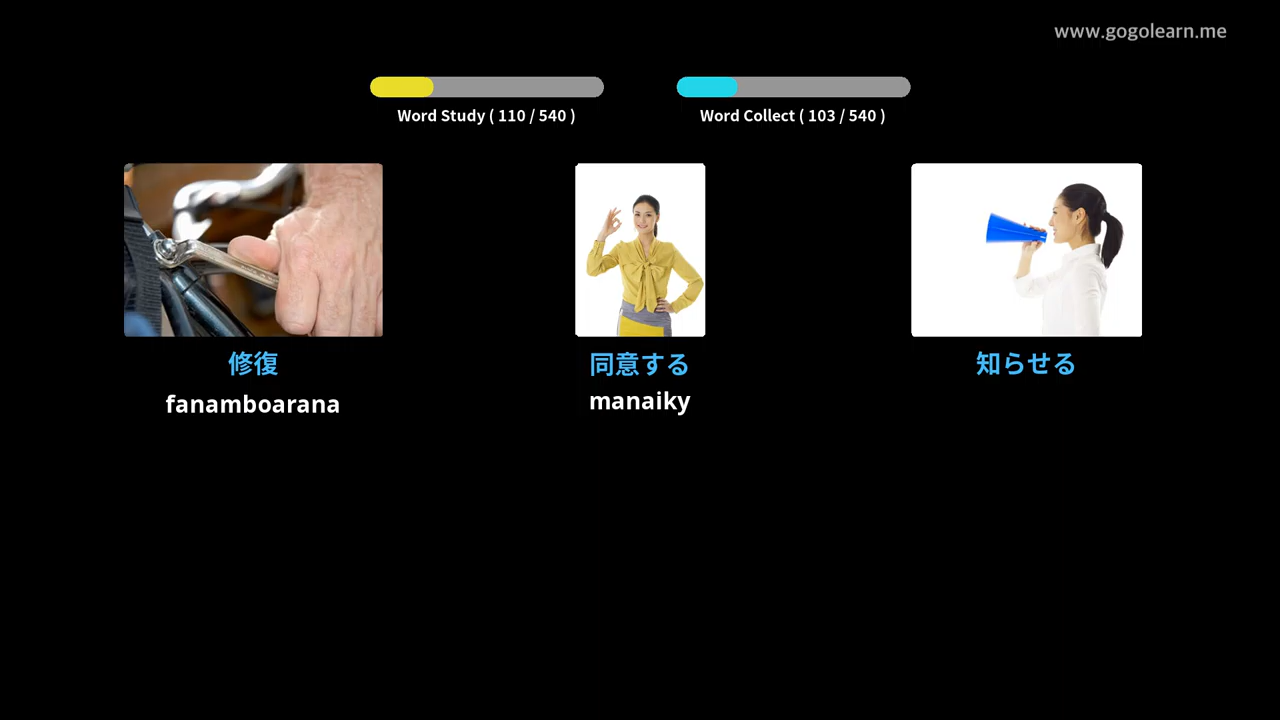 www.gogolearn.me
Word Study ( 110 / 540 )
Word Collect ( 103 / 540 )
修復
同意する
知らせる
fanamboarana
manaiky